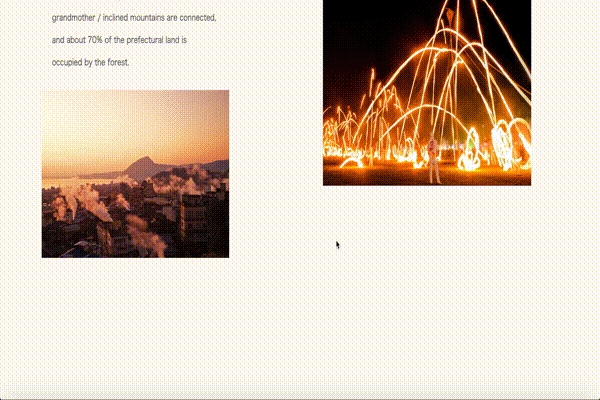 grandmother / inclined mountains are connected,
and about 70% of the prefectural land is
occupied by the forest.